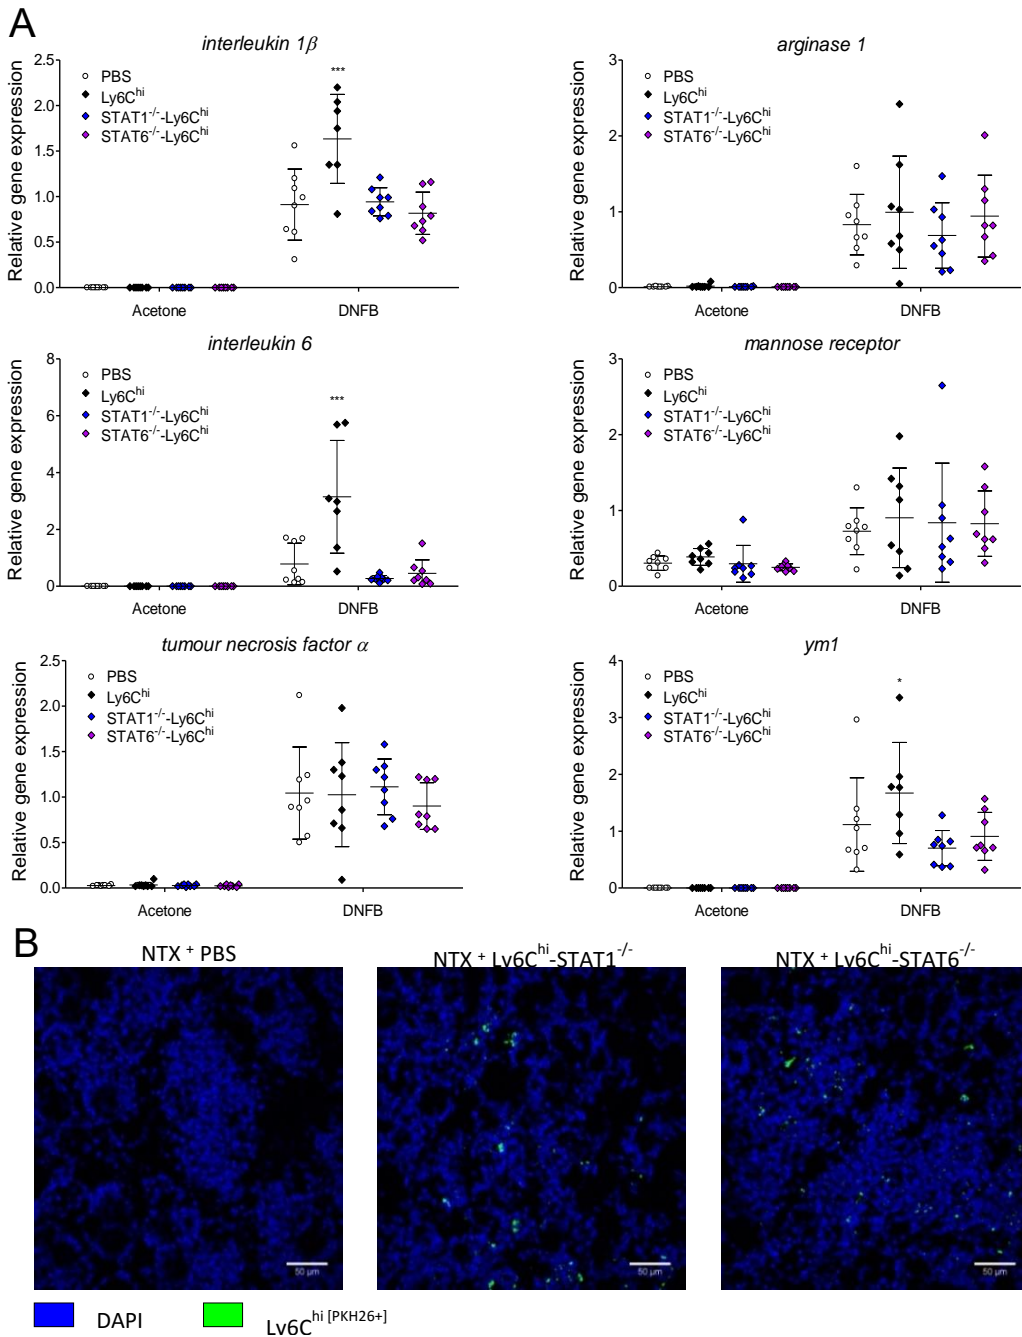 A
interleukin 1β
Relative gene expression
2.5
2.0
1.5
1.0
0.5
0.0
PBS
Ly6Chi
STAT1-/--Ly6Chi
STAT6-/--Ly6Chi
***
Acetone
DNFB
arginase 1
Relative gene expression
3
2
1
0
PBS
Ly6Chi
STAT1-/--Ly6Chi
STAT6-/--Ly6Chi
Acetone
DNFB
interleukin 6
Relative gene expression
8
6
4
2
0
PBS
Ly6Chi
STAT1-/--Ly6Chi
STAT6-/--Ly6Chi
***
Acetone
DNFB
mannose receptor
Relative gene expression
3
2
1
0
PBS
Ly6Chi
STAT1-/--Ly6Chi
STAT6-/--Ly6Chi
Acetone
DNFB
tumour necrosis factor α
Relative gene expression
2.5
2.0
1.5
1.0
0.5
0.0
PBS
Ly6Chi
STAT1-/--Ly6Chi
STAT6-/--Ly6Chi
Acetone
DNFB
ym1
Relative gene expression
4
3
2
1
0
PBS
Ly6Chi
STAT1-/--Ly6Chi
STAT6-/--Ly6Chi
*
Acetone
DNFB
B
NTX + PBS
NTX + Ly6Chi-STAT1-/-
NTX + Ly6Chi-STAT6-/-
50 µm
50 µm
50 µm
DAPI
Ly6Chi [PKH26+]